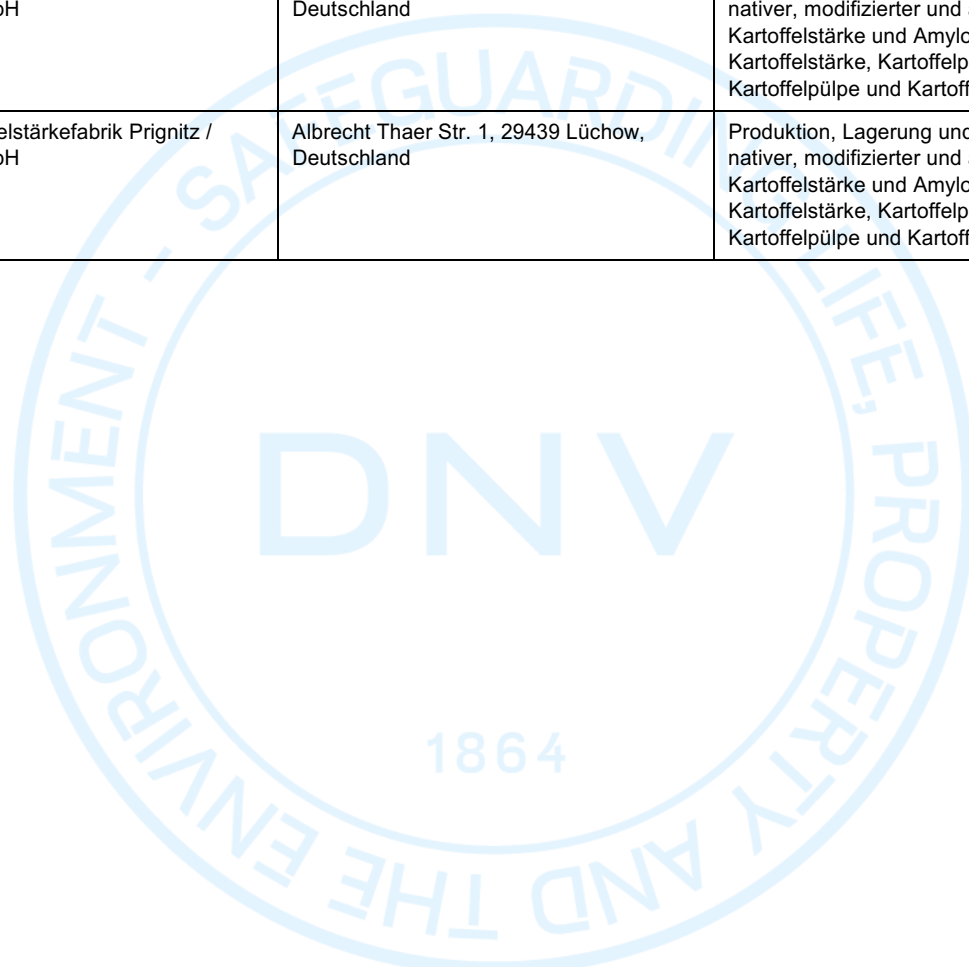 Deutschland
nativer, modifizierter und
Kartoffelstärke und Amylo
Kartoffelstärke, Kartoffelp
Kartoffelpülpe und Kartoff
elstärkefabrik Prignitz /
Albrecht Thaer Str. 1, 29439 Lüchow,
Deutschland
Produktion, Lagerung und
nativer, modifizierter und
Kartoffelstärke und Amylo
Kartoffelstärke, Kartoffelp
Kartoffelpülpe und Kartoff
SAFEGUARDING LIFE, PROPERTY AND THE ENVIRONMENT -
DNV
1864